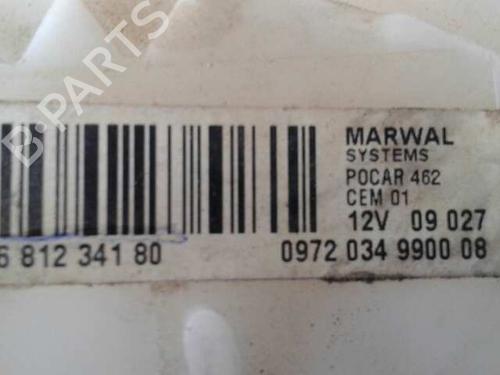 MARWAL
SYSTEMS
POCAR 462
CEM 01
12V 09 027
6 812 341 80
0972 034 9900 08
B-PARTS